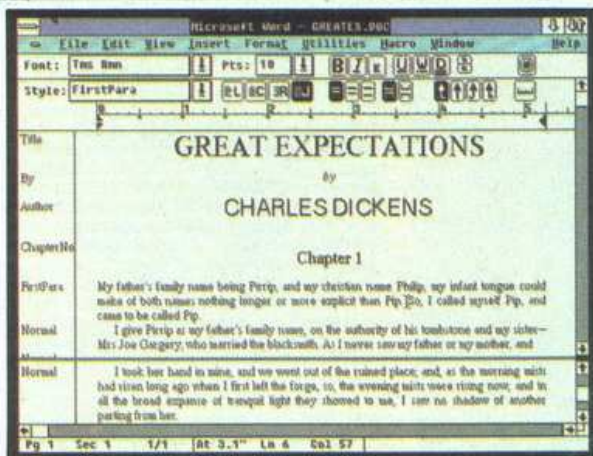 Microsoft Word - GREATEX.DOC
File Edit View Insert Format Utilities Macro Window Help
Font: Tms Rmn Pts: 10 B I K U W D
Style: FirstPara
Title GREAT EXPECTATIONS
By by
Author CHARLES DICKENS
Chapter No Chapter 1
FirstPara My father's family name being Pirrip, and my christian name Philip, my infant tongue could
make of both names nothing longer or more explicit than Pip. So, I called myself Pip, and
came to be called Pip.
Normal I give Pirrip as my father's family name, on the authority of his tombstone and my sister—
Mrs Joe Gargery, who married the blacksmith. As I never saw my father or my mother, and
Normal I took her hand in mine, and we went out of the ruined place; and, as the morning mists
had risen long ago when I first left the forge, so, the evening mists were rising now, and in
all the broad expanse of tranquil light they showed to me, I saw no shadow of another
parting from her.
Pg 1 Sec 1 1/1 At 3.1" Ln 6 Col 57